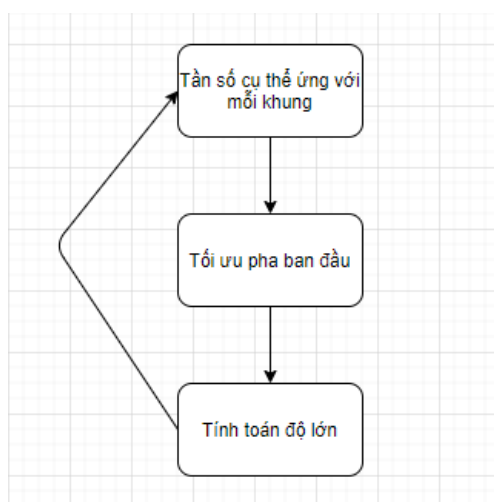 Tần số cụ thể ứng với
mỗi khung
Tối ưu pha ban đầu
Tính toán độ lớn